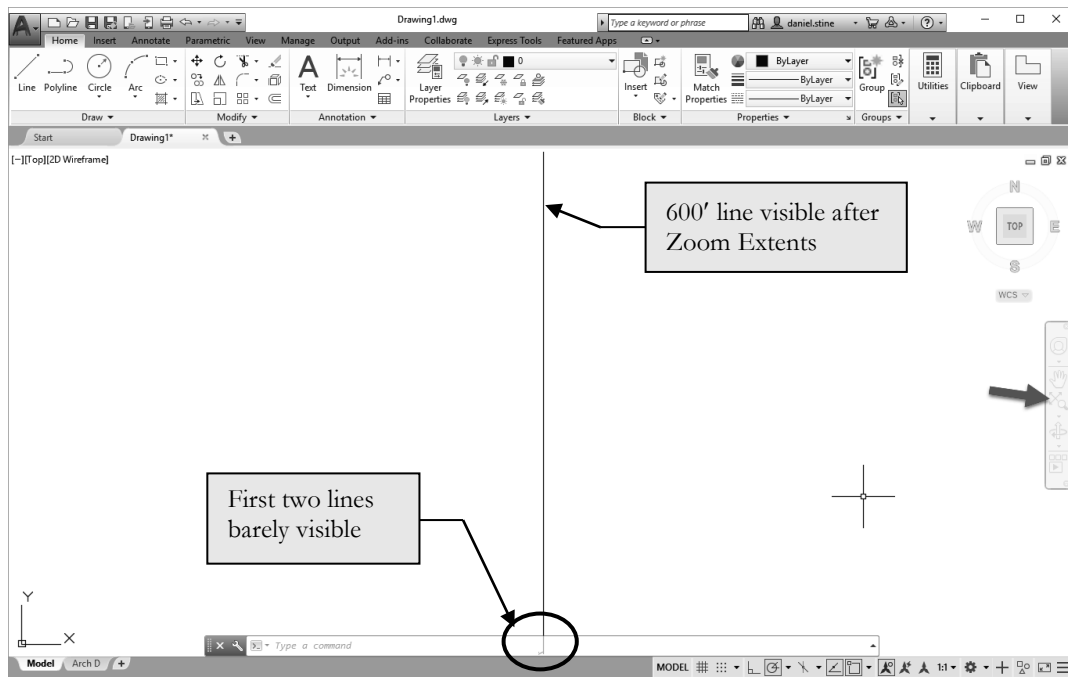 A
Drawing1.dwg
Type a keyword or phrase
daniel.stine
?
Home Insert Annotate Parametric View Manage Output Add-ins Collaborate Express Tools Featured Apps
A
0
ByLayer
ByLayer
ByLayer
Line Polyline Circle Arc
Text Dimension
Layer Properties
Insert
Match Properties
Group Utilities Clipboard View
Draw Modify Annotation Layers Block Properties Groups
Start Drawing1* +
[−][Top][2D Wireframe]
N
W TOP E
S
WCS
600′ line visible after
Zoom Extents
First two lines
barely visible
Y
X
Type a command
Model Arch D +
MODEL 1:1